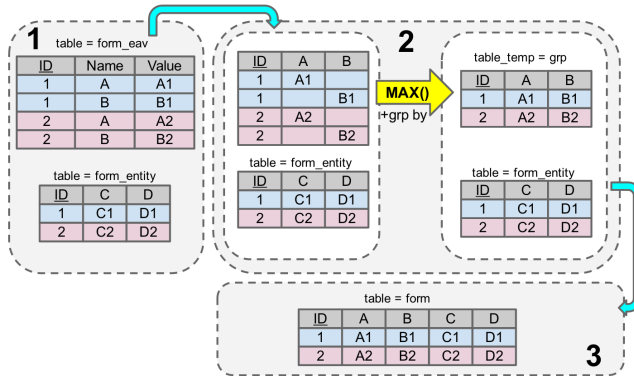 1
table = form_eav
ID Name Value
1 A A1
1 B B1
2 A A2
2 B B2
table = form_entity
ID C D
1 C1 D1
2 C2 D2
2
ID A B
1 A1
1 B1
2 A2
2 B2
table = form_entity
ID C D
1 C1 D1
2 C2 D2
MAX()
+grp by
table_temp = grp
ID A B
1 A1 B1
2 A2 B2
table = form_entity
ID C D
1 C1 D1
2 C2 D2
table = form
ID A B C D
1 A1 B1 C1 D1
2 A2 B2 C2 D2
3